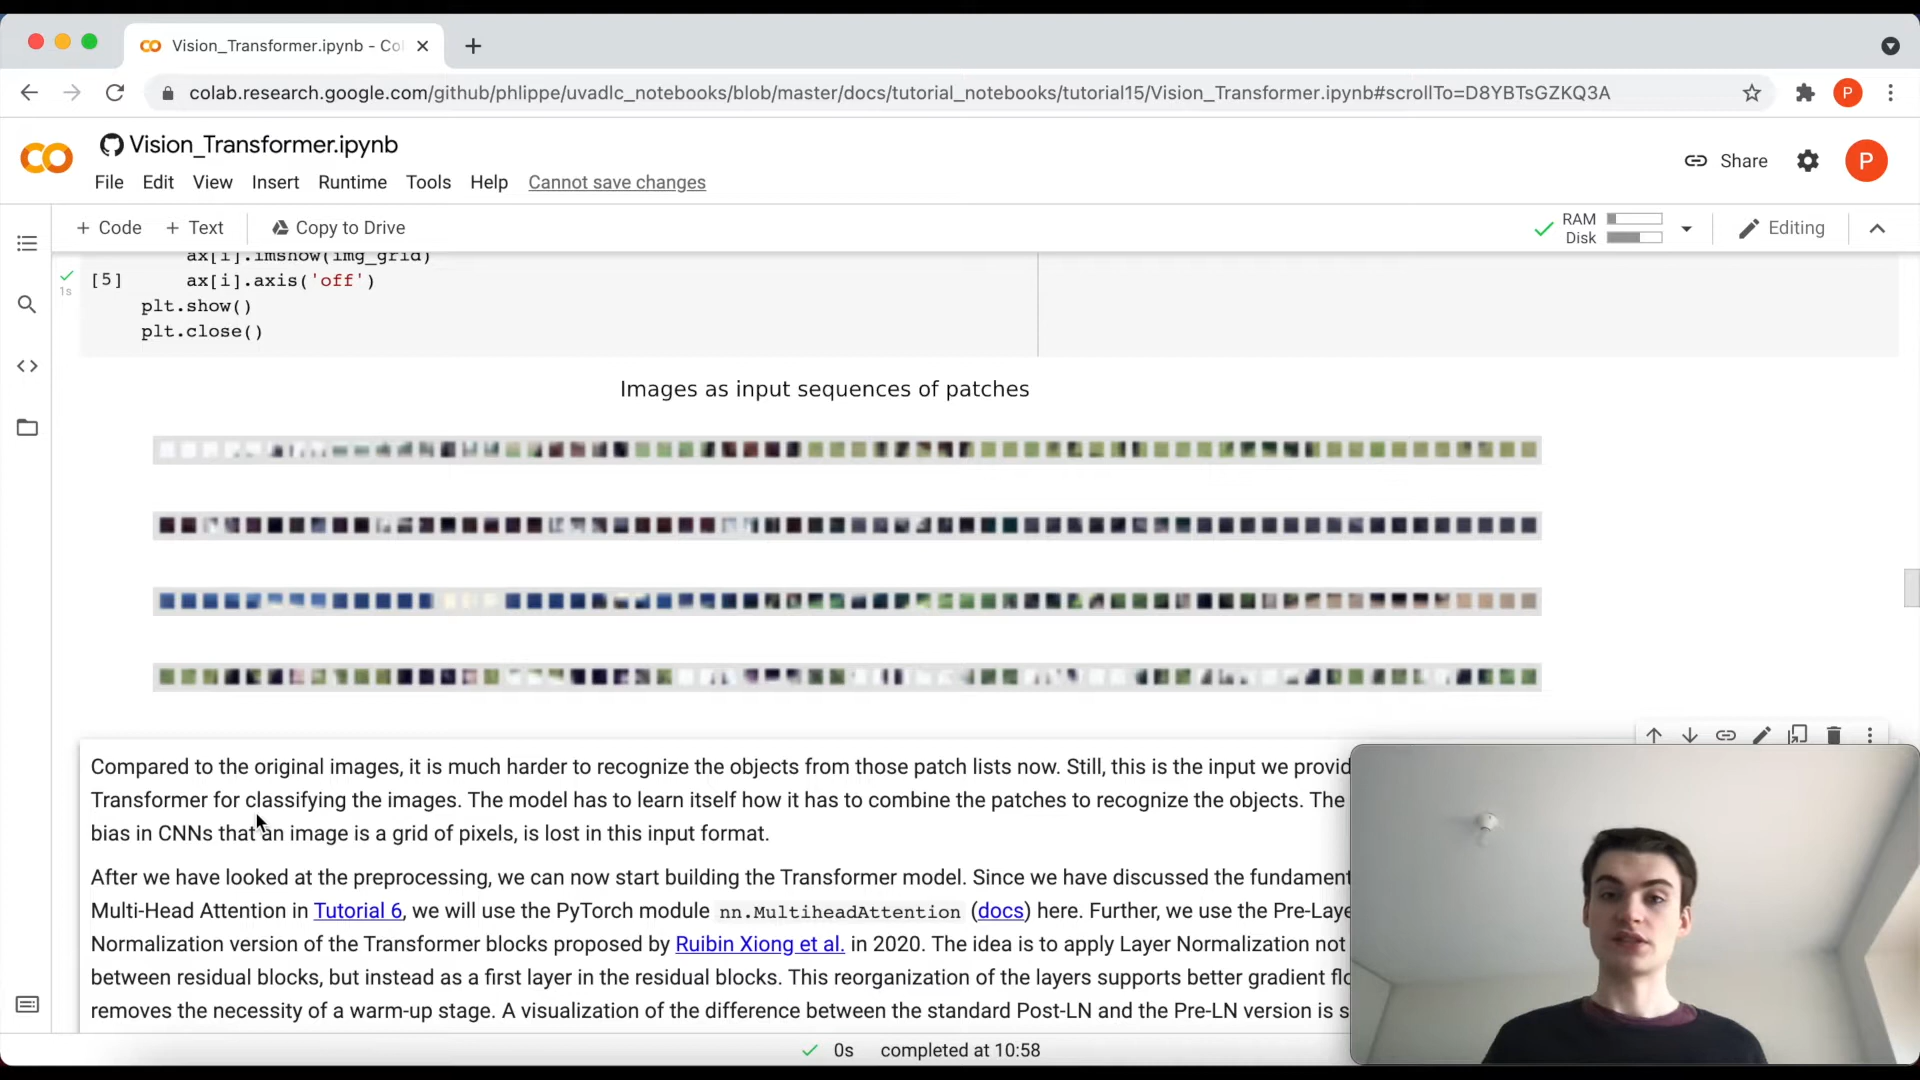 Vision_Transformer.ipynb - Co
colab.research.google.com/github/phlippe/uvadlc_notebooks/blob/master/docs/tutorial_notebooks/tutorial15/Vision_Transformer.ipynb#scrollTo=D8YBTsGZKQ3A
P
Vision_Transformer.ipynb
Share
P
File Edit View Insert Runtime Tools Help Cannot save changes
+ Code + Text Copy to Drive
RAM
Disk
Editing
ax[i].imshow(img_grid)
[5] ax[i].axis('off')
1s
plt.show()
plt.close()
Images as input sequences of patches
Compared to the original images, it is much harder to recognize the objects from those patch lists now. Still, this is the input we provid
Transformer for classifying the images. The model has to learn itself how it has to combine the patches to recognize the objects. The
bias in CNNs that an image is a grid of pixels, is lost in this input format.
After we have looked at the preprocessing, we can now start building the Transformer model. Since we have discussed the fundament
Multi-Head Attention in Tutorial 6, we will use the PyTorch module nn.MultiheadAttention (docs) here. Further, we use the Pre-Laye
Normalization version of the Transformer blocks proposed by Ruibin Xiong et al. in 2020. The idea is to apply Layer Normalization not
between residual blocks, but instead as a first layer in the residual blocks. This reorganization of the layers supports better gradient flo
removes the necessity of a warm-up stage. A visualization of the difference between the standard Post-LN and the Pre-LN version is s
0s completed at 10:58